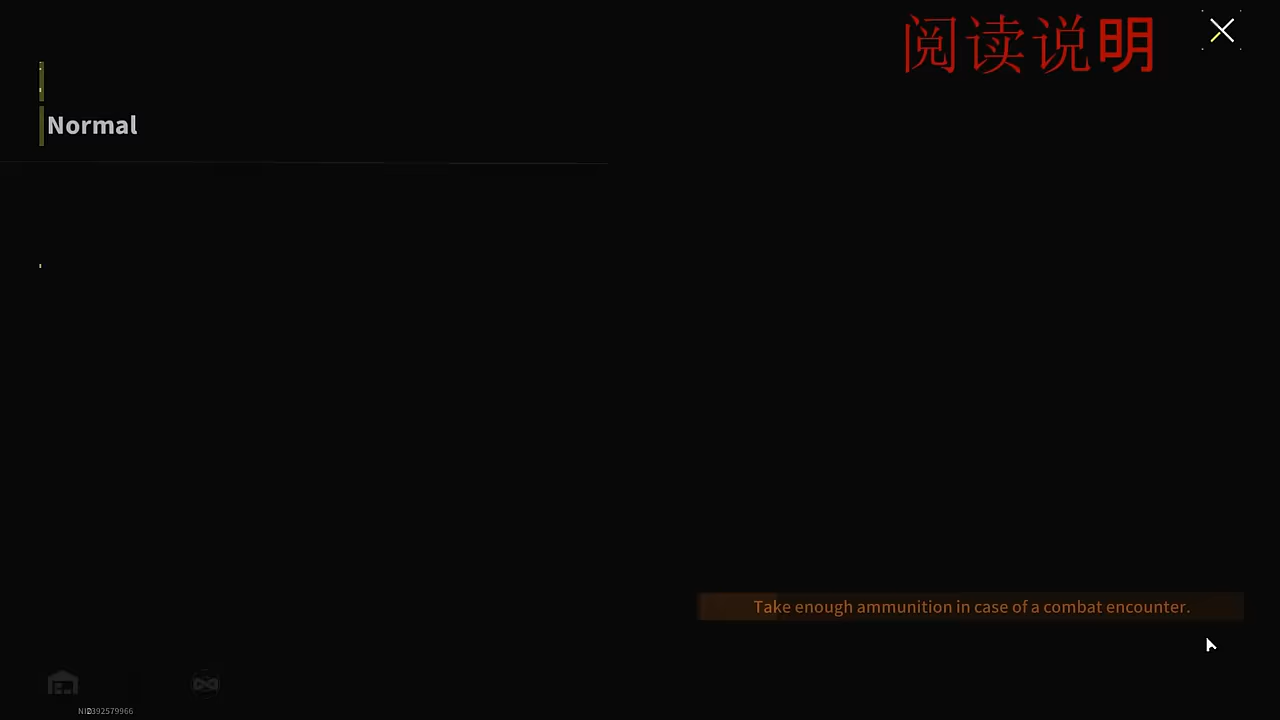 阅读说明
Normal
Take enough ammunition in case of a combat encounter.